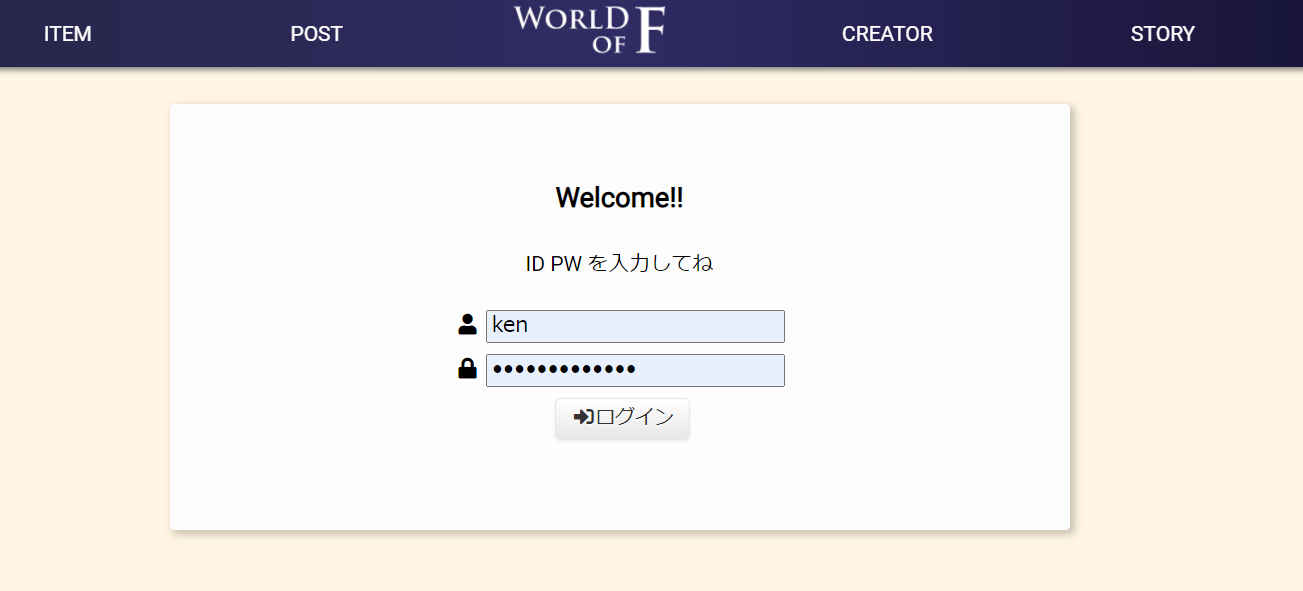 ITEM
POST
WORLD
OF F
CREATOR
STORY
Welcome!!
ID PW を入力してね
ken
•••••••••••••
ログイン